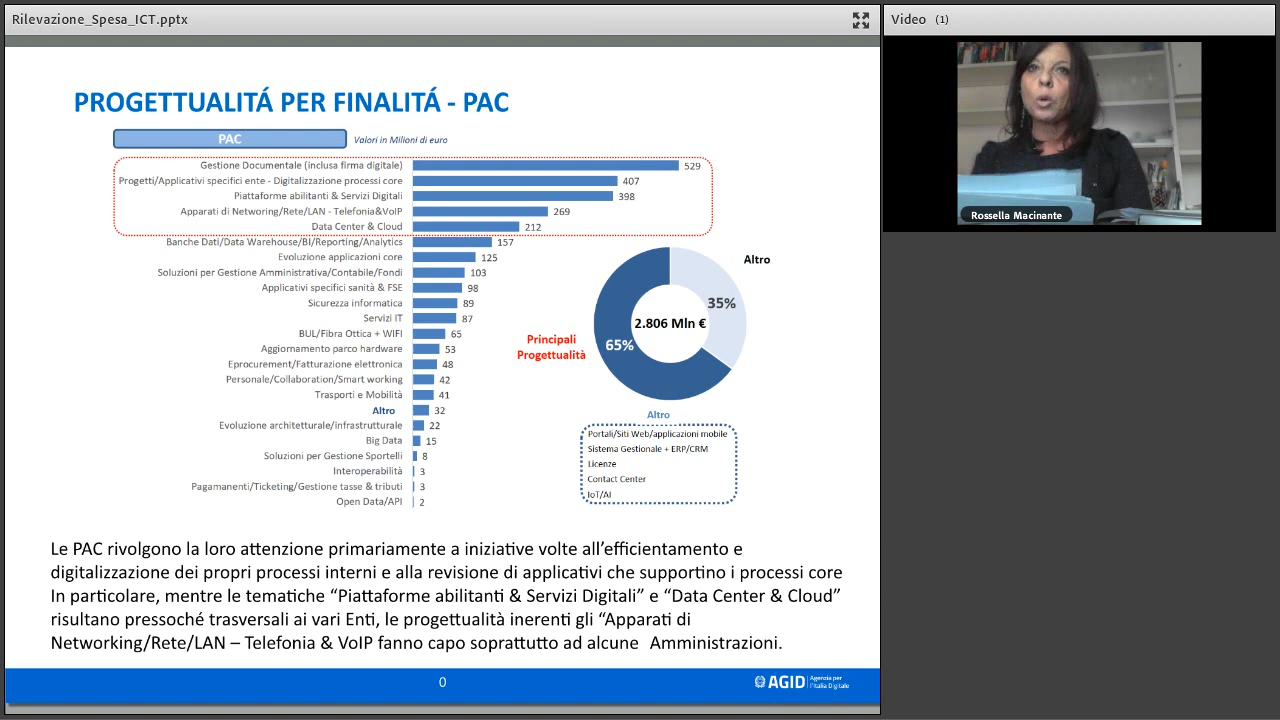 Rilevazione_Spesa_ICT.pptx
Video (1)
Rossella Macinante
PROGETTUALITÁ PER FINALITÁ - PAC
PAC
Valori in Milioni di euro
Gestione Documentale (inclusa firma digitale) 529
Progetti/Applicativi specifici ente - Digitalizzazione processi core 407
Piattaforme abilitanti & Servizi Digitali 398
Apparati di Networing/Rete/LAN - Telefonia&VoIP 269
Data Center & Cloud 212
Banche Dati/Data Warehouse/BI/Reporting/Analytics 157
Evoluzione applicazioni core 125
Soluzioni per Gestione Amministrativa/Contabile/Fondi 103
Applicativi specifici sanità & FSE 98
Sicurezza informatica 89
Servizi IT 87
BUL/Fibra Ottica + WIFI 65
Aggiornamento parco hardware 53
Eprocurement/Fatturazione elettronica 48
Personale/Collaboration/Smart working 42
Trasporti e Mobilità 41
Altro 32
Evoluzione architetturale/infrastrutturale 22
Big Data 15
Soluzioni per Gestione Sportelli 8
Interoperabilità 3
Pagamanenti/Ticketing/Gestione tasse & tributi 3
Open Data/API 2
Altro
35%
2.806 Mln €
65%
Principali
Progettualità
Altro
Portali/Siti Web/applicazioni mobile
Sistema Gestionale + ERP/CRM
Licenze
Contact Center
IoT/AI
Le PAC rivolgono la loro attenzione primariamente a iniziative volte all’efficientamento e
digitalizzazione dei propri processi interni e alla revisione di applicativi che supportino i processi core
In particolare, mentre le tematiche “Piattaforme abilitanti & Servizi Digitali” e “Data Center & Cloud”
risultano pressoché trasversali ai vari Enti, le progettualità inerenti gli “Apparati di
Networking/Rete/LAN – Telefonia & VoIP fanno capo soprattutto ad alcune Amministrazioni.
0
AGID Agenzia per
l'Italia Digitale